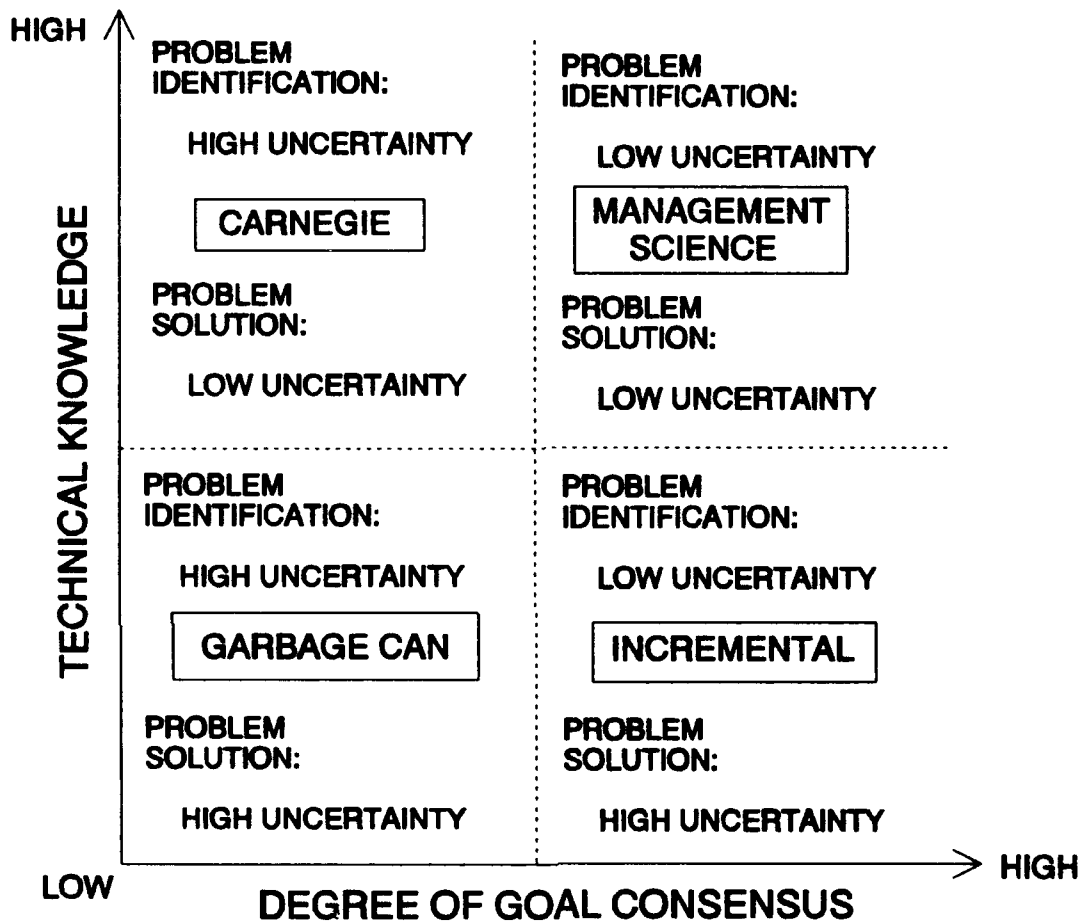 HIGH
PROBLEM
IDENTIFICATION:
HIGH UNCERTAINTY
CARNEGIE
PROBLEM
SOLUTION:
LOW UNCERTAINTY
PROBLEM
IDENTIFICATION:
LOW UNCERTAINTY
MANAGEMENT
SCIENCE
PROBLEM
SOLUTION:
LOW UNCERTAINTY
TECHNICAL KNOWLEDGE
PROBLEM
IDENTIFICATION:
HIGH UNCERTAINTY
GARBAGE CAN
PROBLEM
SOLUTION:
HIGH UNCERTAINTY
PROBLEM
IDENTIFICATION:
LOW UNCERTAINTY
INCREMENTAL
PROBLEM
SOLUTION:
HIGH UNCERTAINTY
LOW
DEGREE OF GOAL CONSENSUS
HIGH